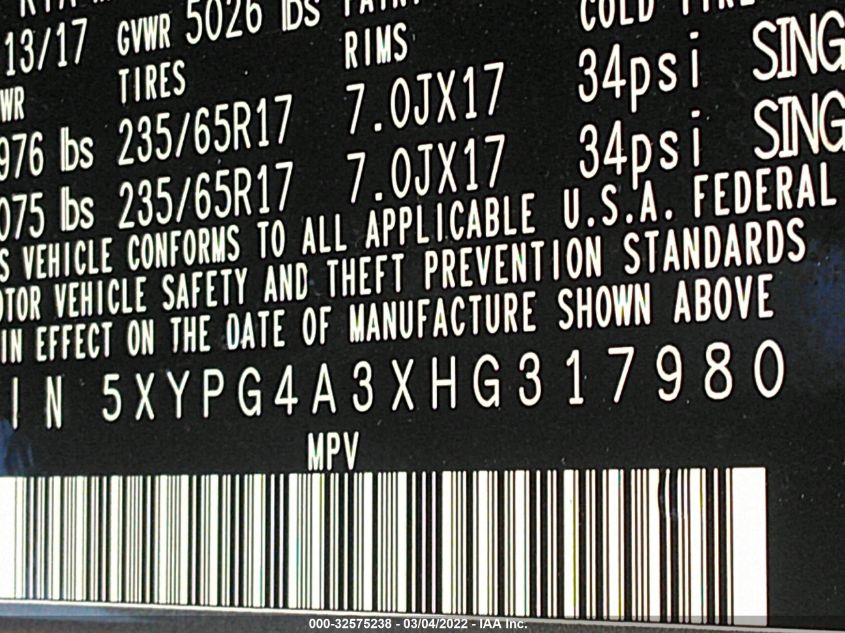 13/17 GVWR 5026 lbs
TIRES RIMS COLD
976 lbs 235/65R17 7.0JX17 34psi
075 lbs 235/65R17 7.0JX17 34psi
VEHICLE CONFORMS TO ALL APPLICABLE U.S.A. FEDERAL
VEHICLE SAFETY AND THEFT PREVENTION STANDARDS
IN EFFECT ON THE DATE OF MANUFACTURE SHOWN ABOVE
IN 5XYPG4A3XHG317980
MPV
000-32575238 - 03/04/2022 - IAA Inc.